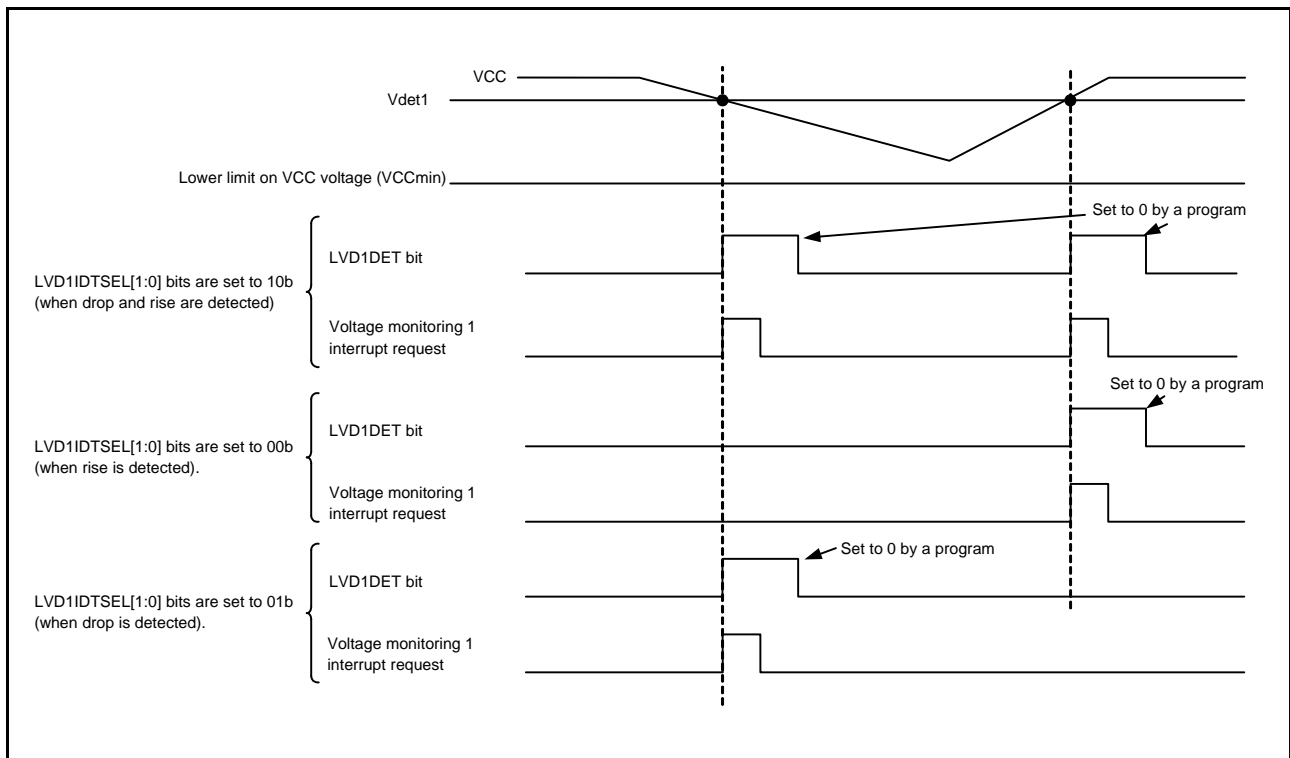 VCC
Vdet1
Lower limit on VCC voltage (VCCmin)
Set to 0 by a program
LVD1IDTSEL[1:0] bits are set to 10b
(when drop and rise are detected)
LVD1DET bit
Voltage monitoring 1
interrupt request
Set to 0 by a program
LVD1IDTSEL[1:0] bits are set to 00b
(when rise is detected).
LVD1DET bit
Voltage monitoring 1
interrupt request
Set to 0 by a program
LVD1IDTSEL[1:0] bits are set to 01b
(when drop is detected).
LVD1DET bit
Voltage monitoring 1
interrupt request